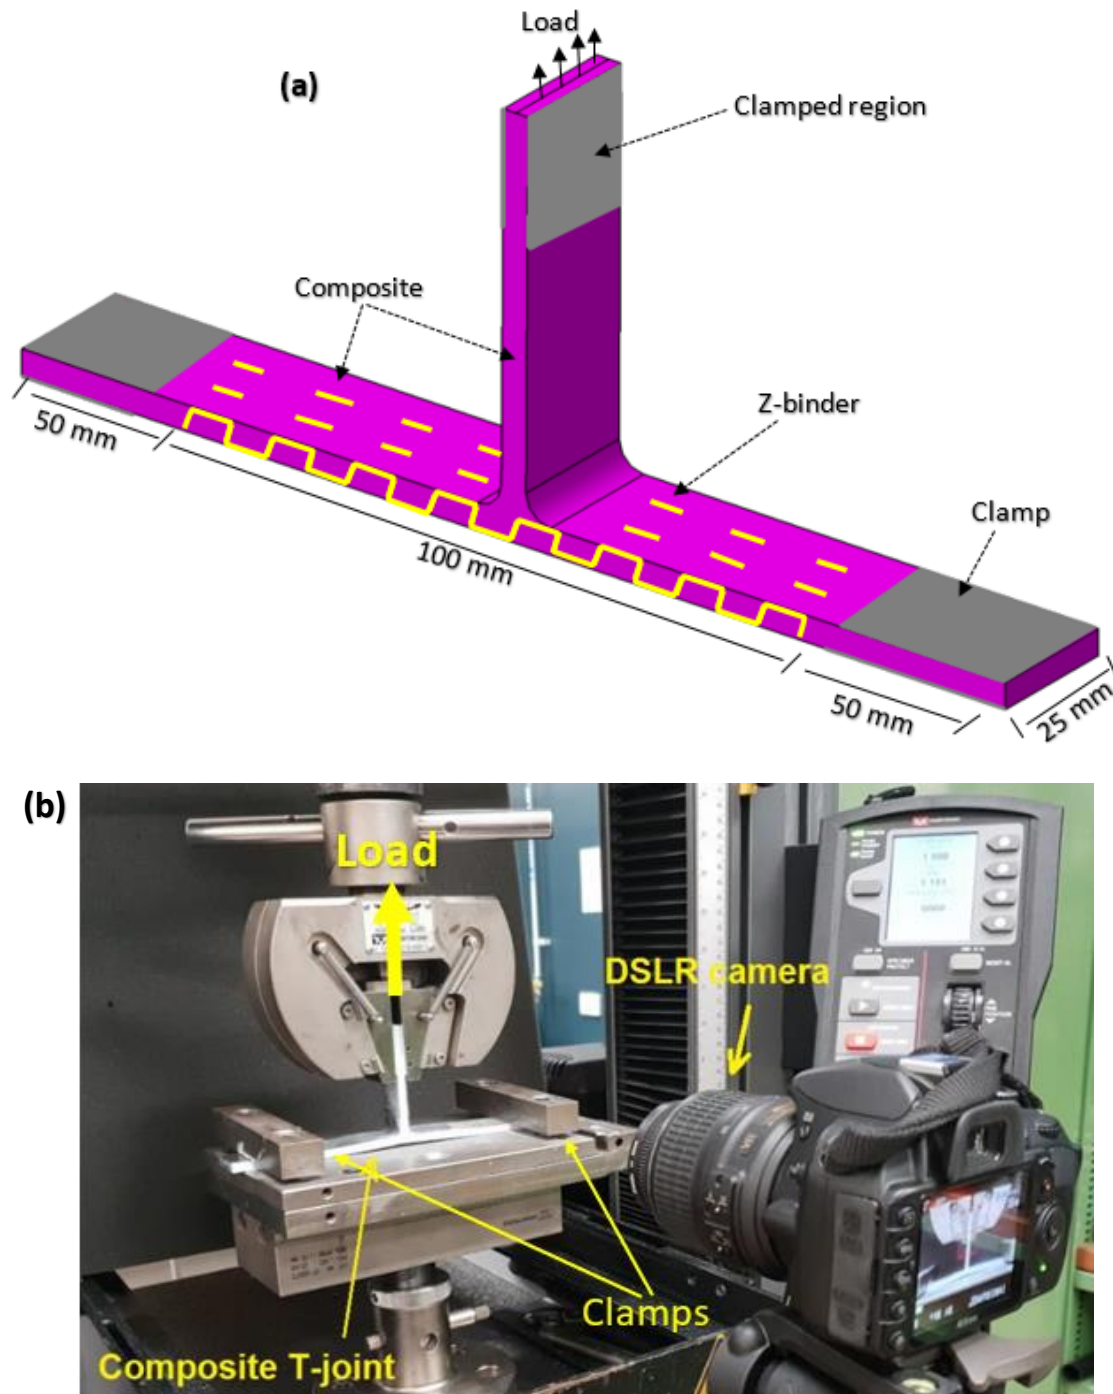 Load
(a)
Clamped region
Composite
Z-binder
Clamp
50 mm
100 mm
50 mm
25 mm
(b)
Load
DSLR camera
Clamps
Composite T-joint